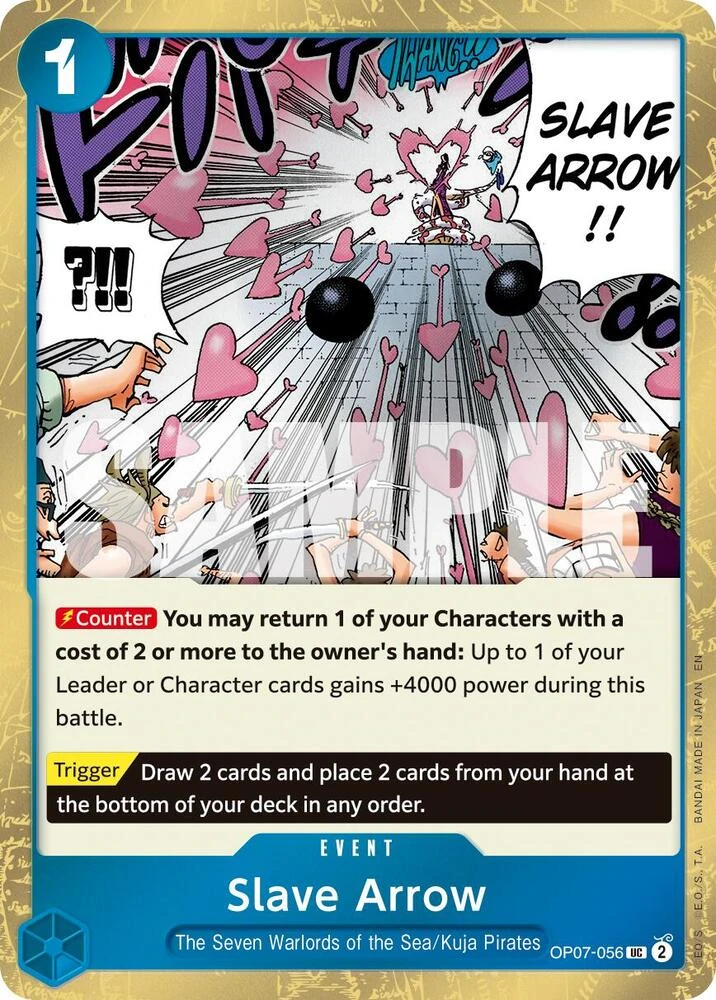 1
THWANG!!
SLAVE
ARROW
!!
?!!!
SAMPLE
Counter You may return 1 of your Characters with a
cost of 2 or more to the owner's hand: Up to 1 of your
Leader or Character cards gains +4000 power during this
battle.
Trigger Draw 2 cards and place 2 cards from your hand at
the bottom of your deck in any order.
EVENT
Slave Arrow
The Seven Warlords of the Sea/Kuja Pirates
OP07-056 UC 2
BANDAI MADE IN JAPAN EN